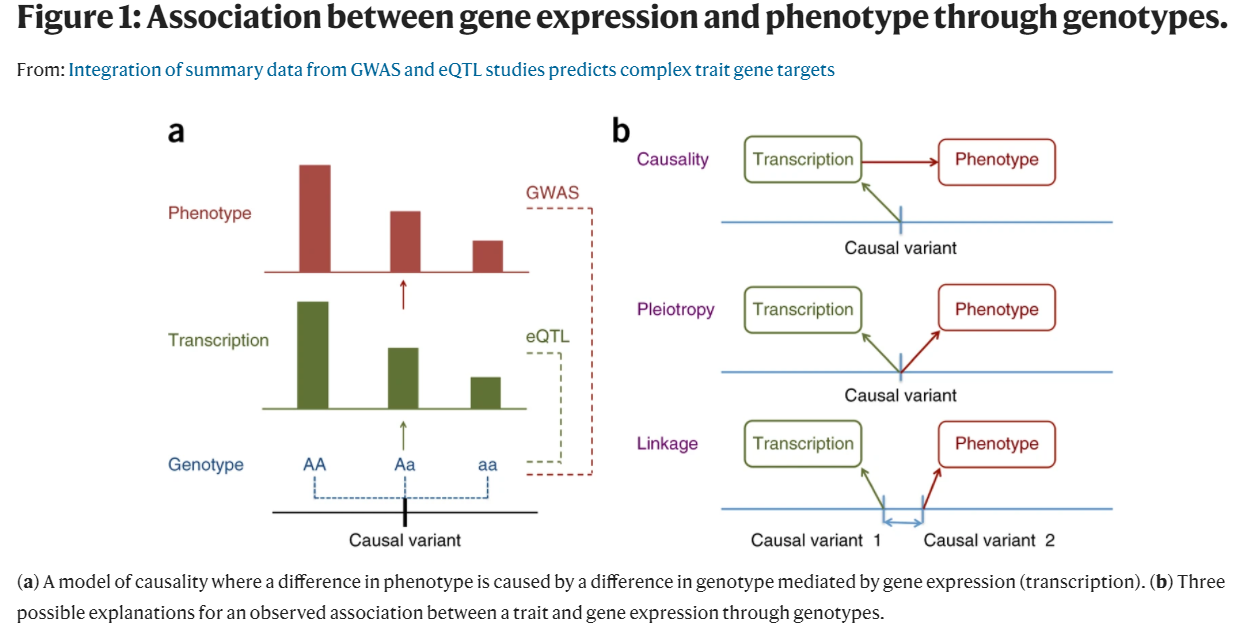 Figure 1: Association between gene expression and phenotype through genotypes.
From: Integration of summary data from GWAS and eQTL studies predicts complex trait gene targets
a
Phenotype
GWAS
Transcription
eQTL
Genotype AA Aa aa
Causal variant
b
Causality Transcription Phenotype
Causal variant
Pleiotropy Transcription Phenotype
Causal variant
Linkage Transcription Phenotype
Causal variant 1 Causal variant 2
(a) A model of causality where a difference in phenotype is caused by a difference in genotype mediated by gene expression (transcription). (b) Three
possible explanations for an observed association between a trait and gene expression through genotypes.